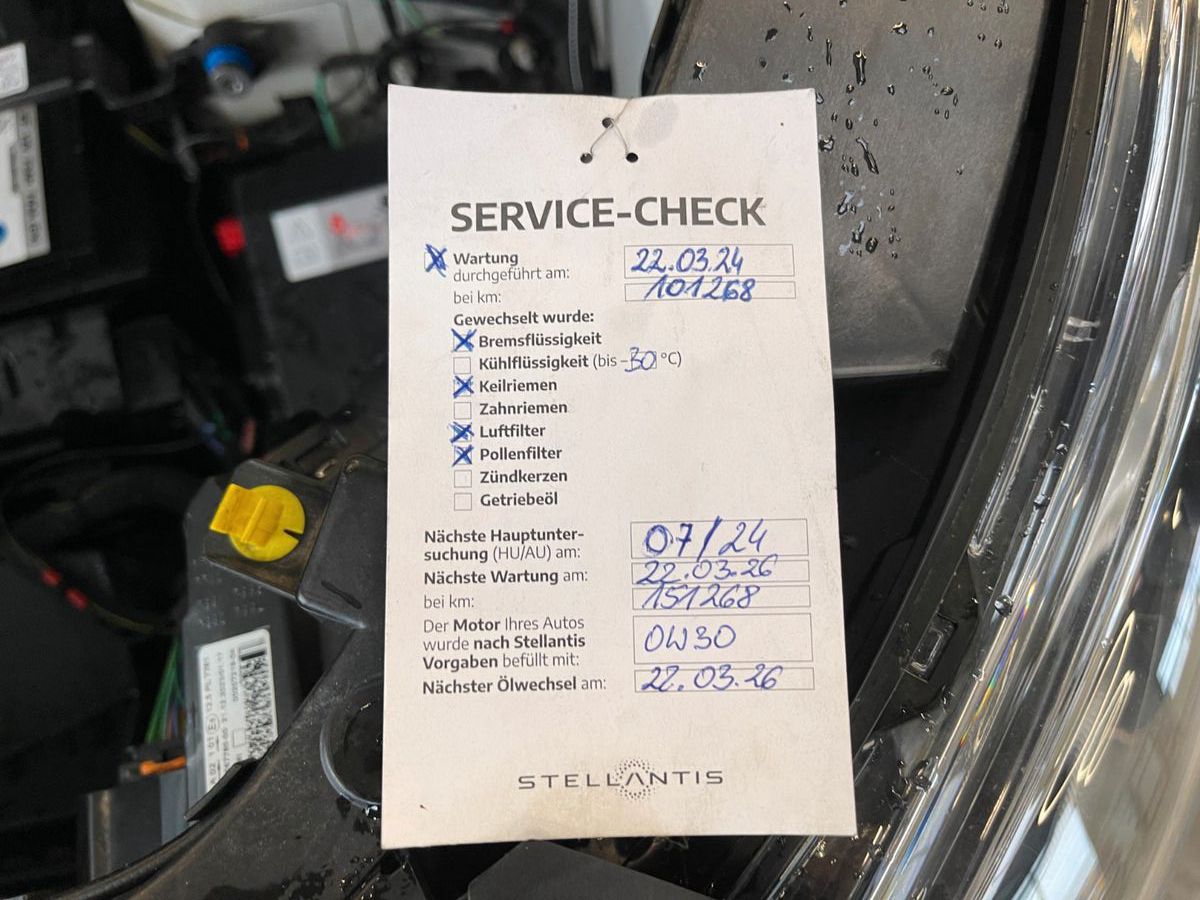 SERVICE-CHECK
Wartung
durchgeführt am: 22.03.24
bei km: 101268
Gewechselt wurde:
Bremsflüssigkeit
Kühlflüssigkeit (bis -30 °C)
Keilriemen
Zahnriemen
Luftfilter
Pollenfilter
Zündkerzen
Getriebeöl
Nächste Hauptunter-
suchung (HU/AU) am: 07/24
Nächste Wartung am: 22.03.26
bei km: 151268
Der Motor Ihres Autos
wurde nach Stellantis
Vorgaben befüllt mit: 0W30
Nächster Ölwechsel am: 22.03.26
STELLANTIS